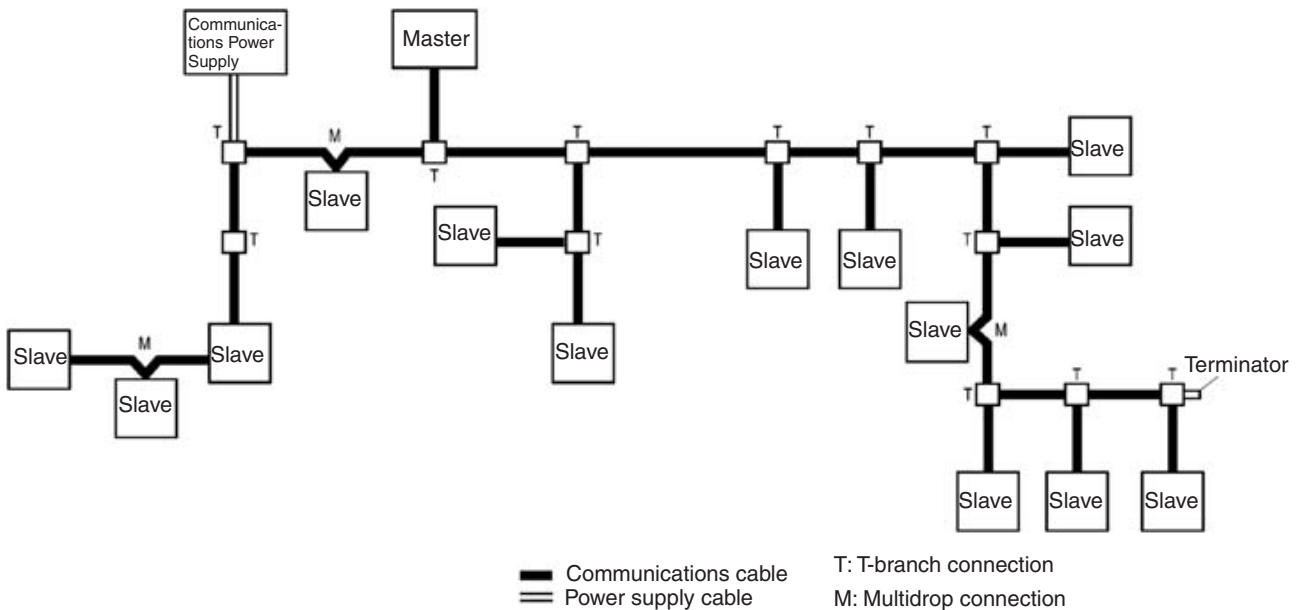 Communica-
tions Power
Supply
Master
T
M
T
T
T
T
T
Slave
Slave
Slave
T
T
Slave
T
Slave
Slave
Slave
Slave
M
Slave
M
Slave
Slave
Slave
T
T
T
Terminator
Slave
Slave
Slave
Communications cable
Power supply cable
T: T-branch connection
M: Multidrop connection